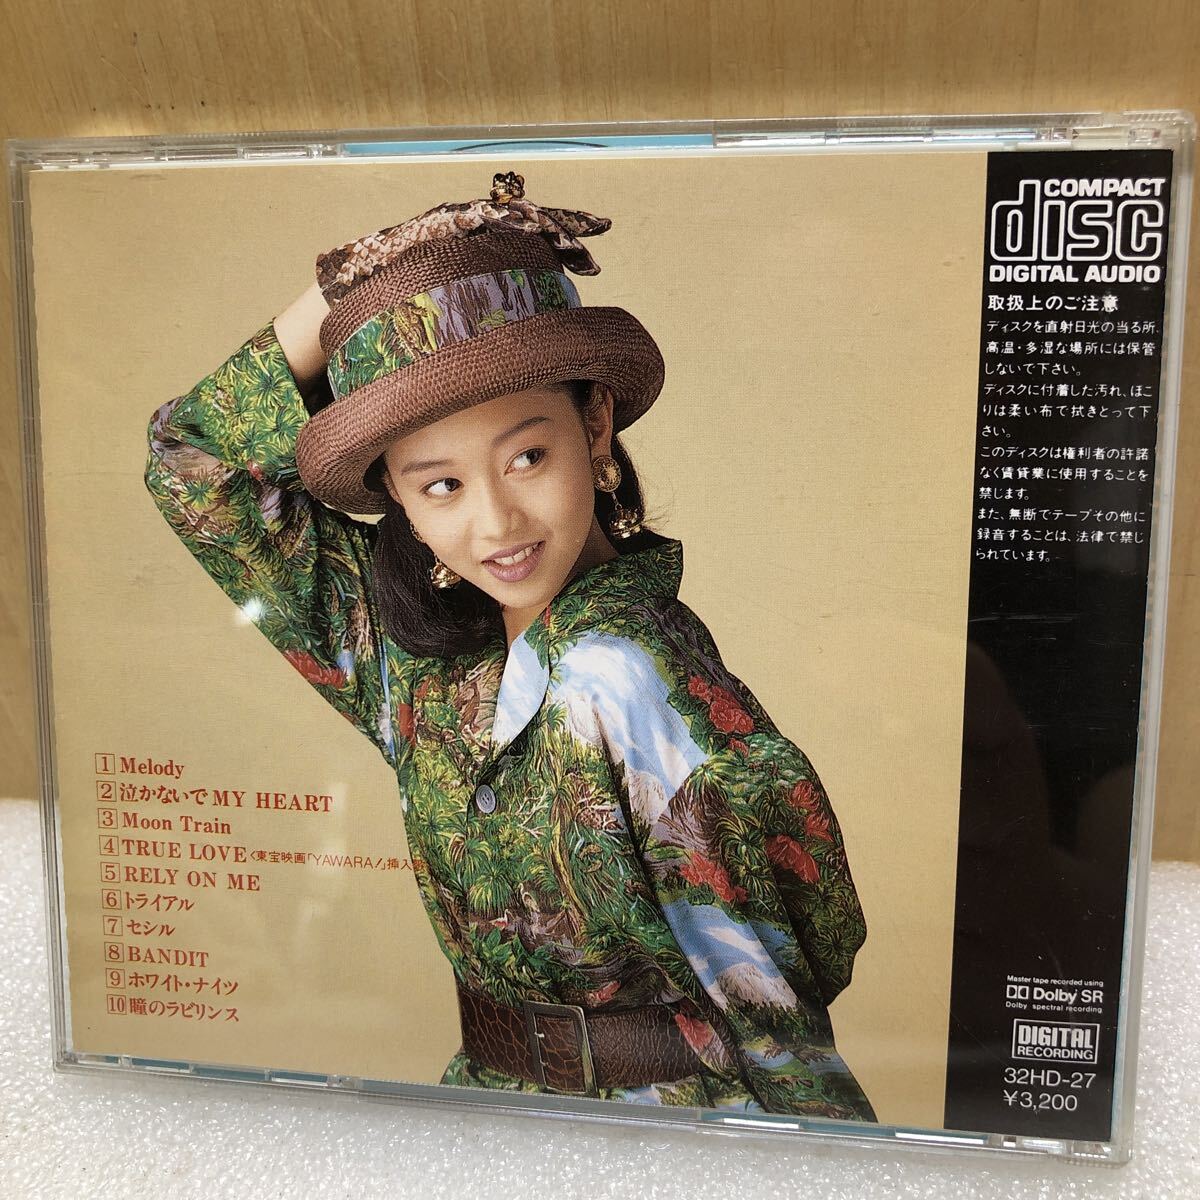 1 Melody
2 泣かないで MY HEART
3 Moon Train
4 TRUE LOVE〈東宝映画「YAWARA!」挿入歌
5 RELY ON ME
6 トライアル
7 セシル
8 BANDIT
9 ホワイト・ナイツ
10 瞳のラビリンス
COMPACT
disc
DIGITAL AUDIO
取扱上のご注意
ディスクを直射日光の当る所、
高温・多湿な場所には保管
しないで下さい。
ディスクに付着した汚れ、ほこ
りは柔い布で拭きとって下
さい。
このディスクは権利者の許諾
なく賃貸業に使用することを
禁じます。
また、無断でテープその他に
録音することは、法律で禁じ
られています。
Master tape recorded using
Dolby SR
Dolby spectral recording
DIGITAL
RECORDING
32HD-27
¥3,200